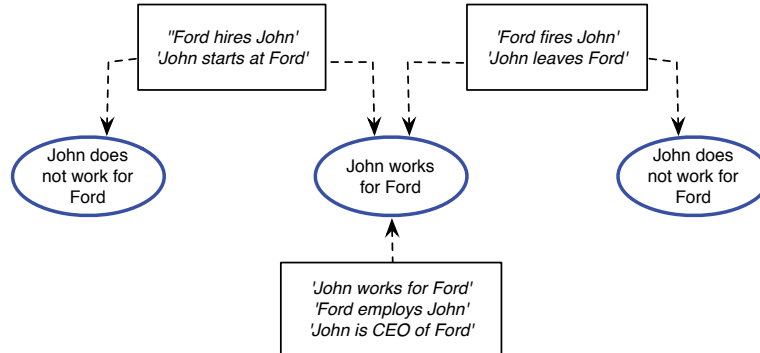 "Ford hires John'
'John starts at Ford'
'Ford fires John'
'John leaves Ford'
John does
not work for
Ford
John works
for Ford
John does
not work for
Ford
'John works for Ford'
'Ford employs John'
'John is CEO of Ford'